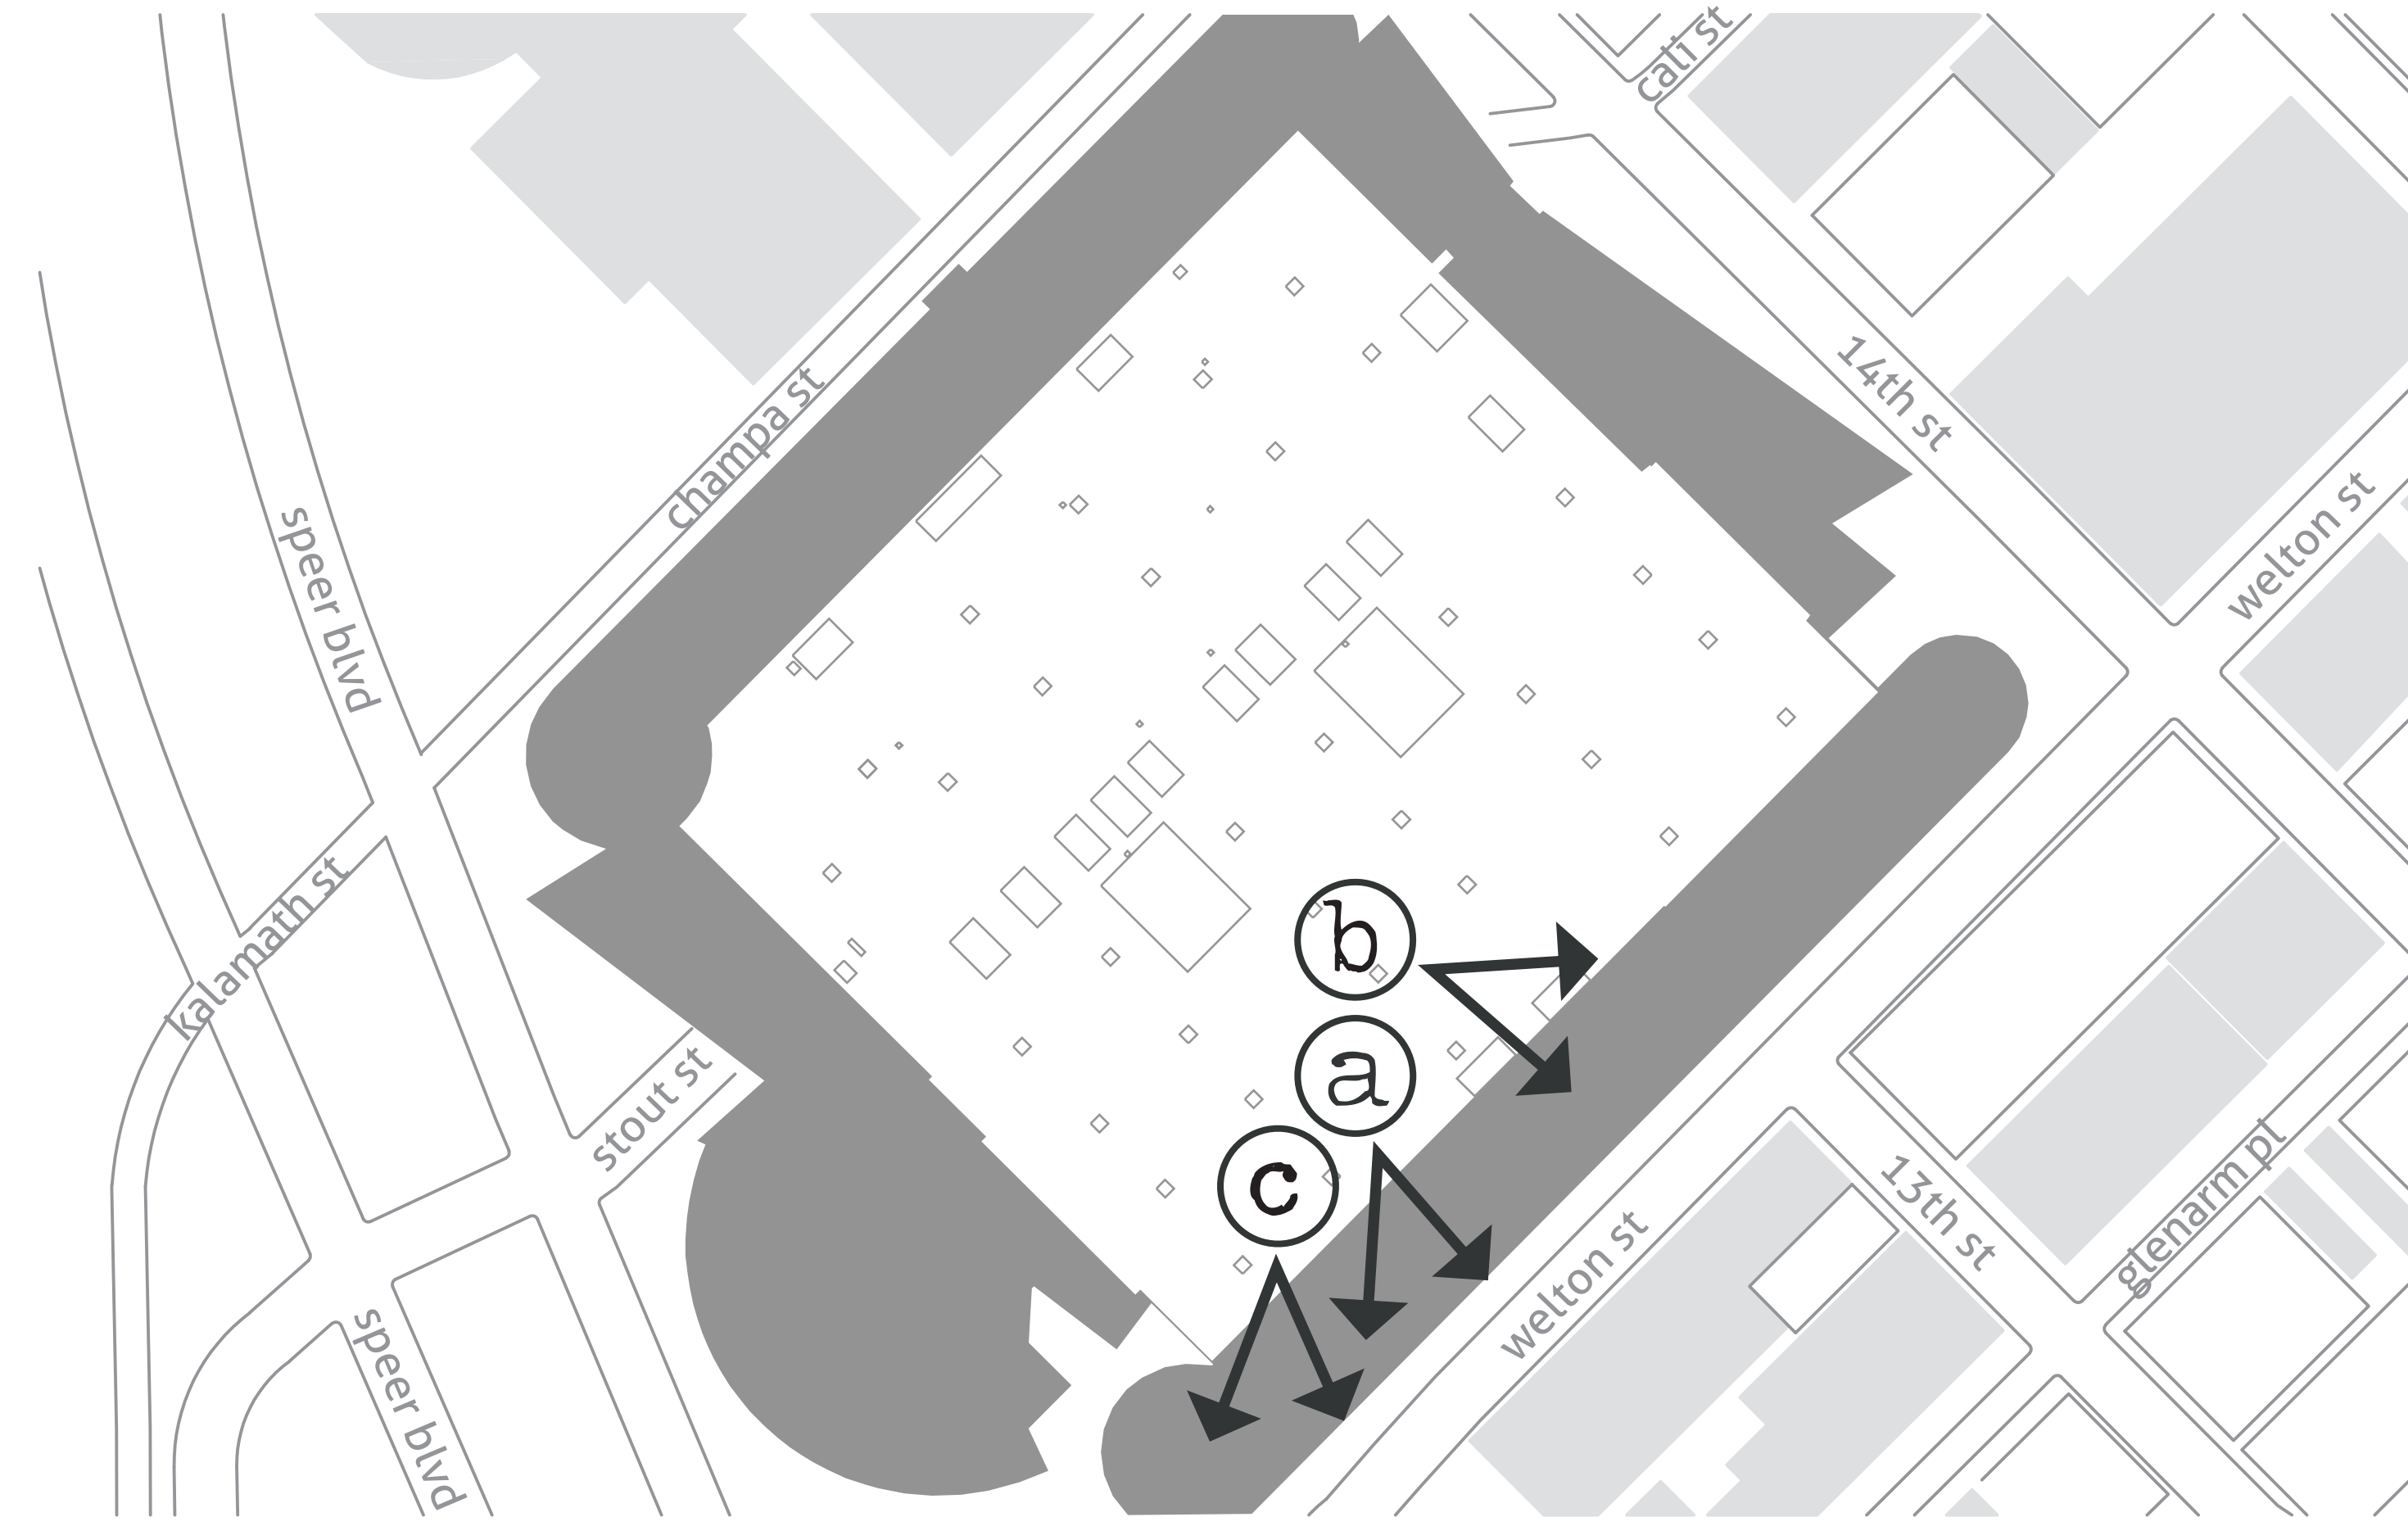 catt st
14th st
champa st
welton st
speer blvd
kalamath st
b
a
stout st
c
13th st
glenarm pl
welton st
speer blvd